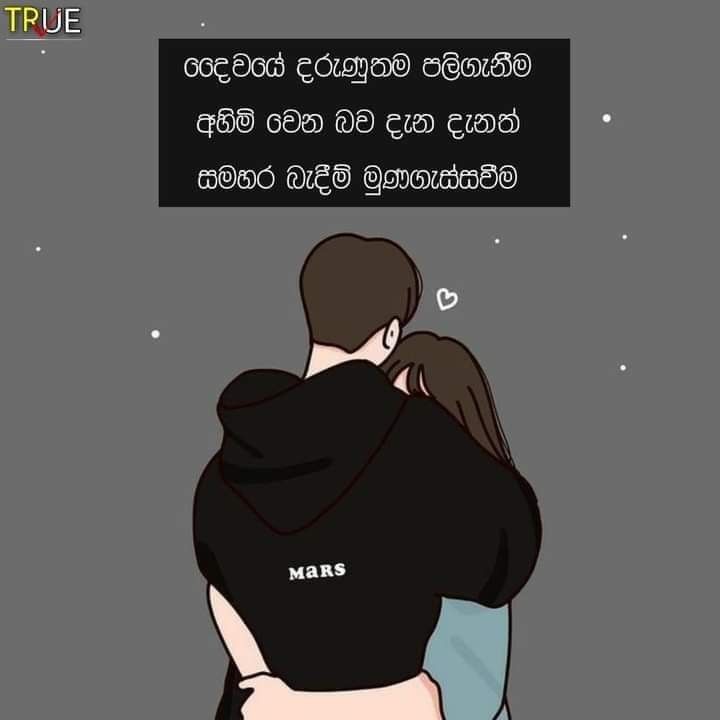 TRUE
දෛවයේ දරුණුතම පලිගැනීම
අහිමි වෙන බව දැන දැනත්
සමහර බැදීම් මුණගැස්සවීම
MARS